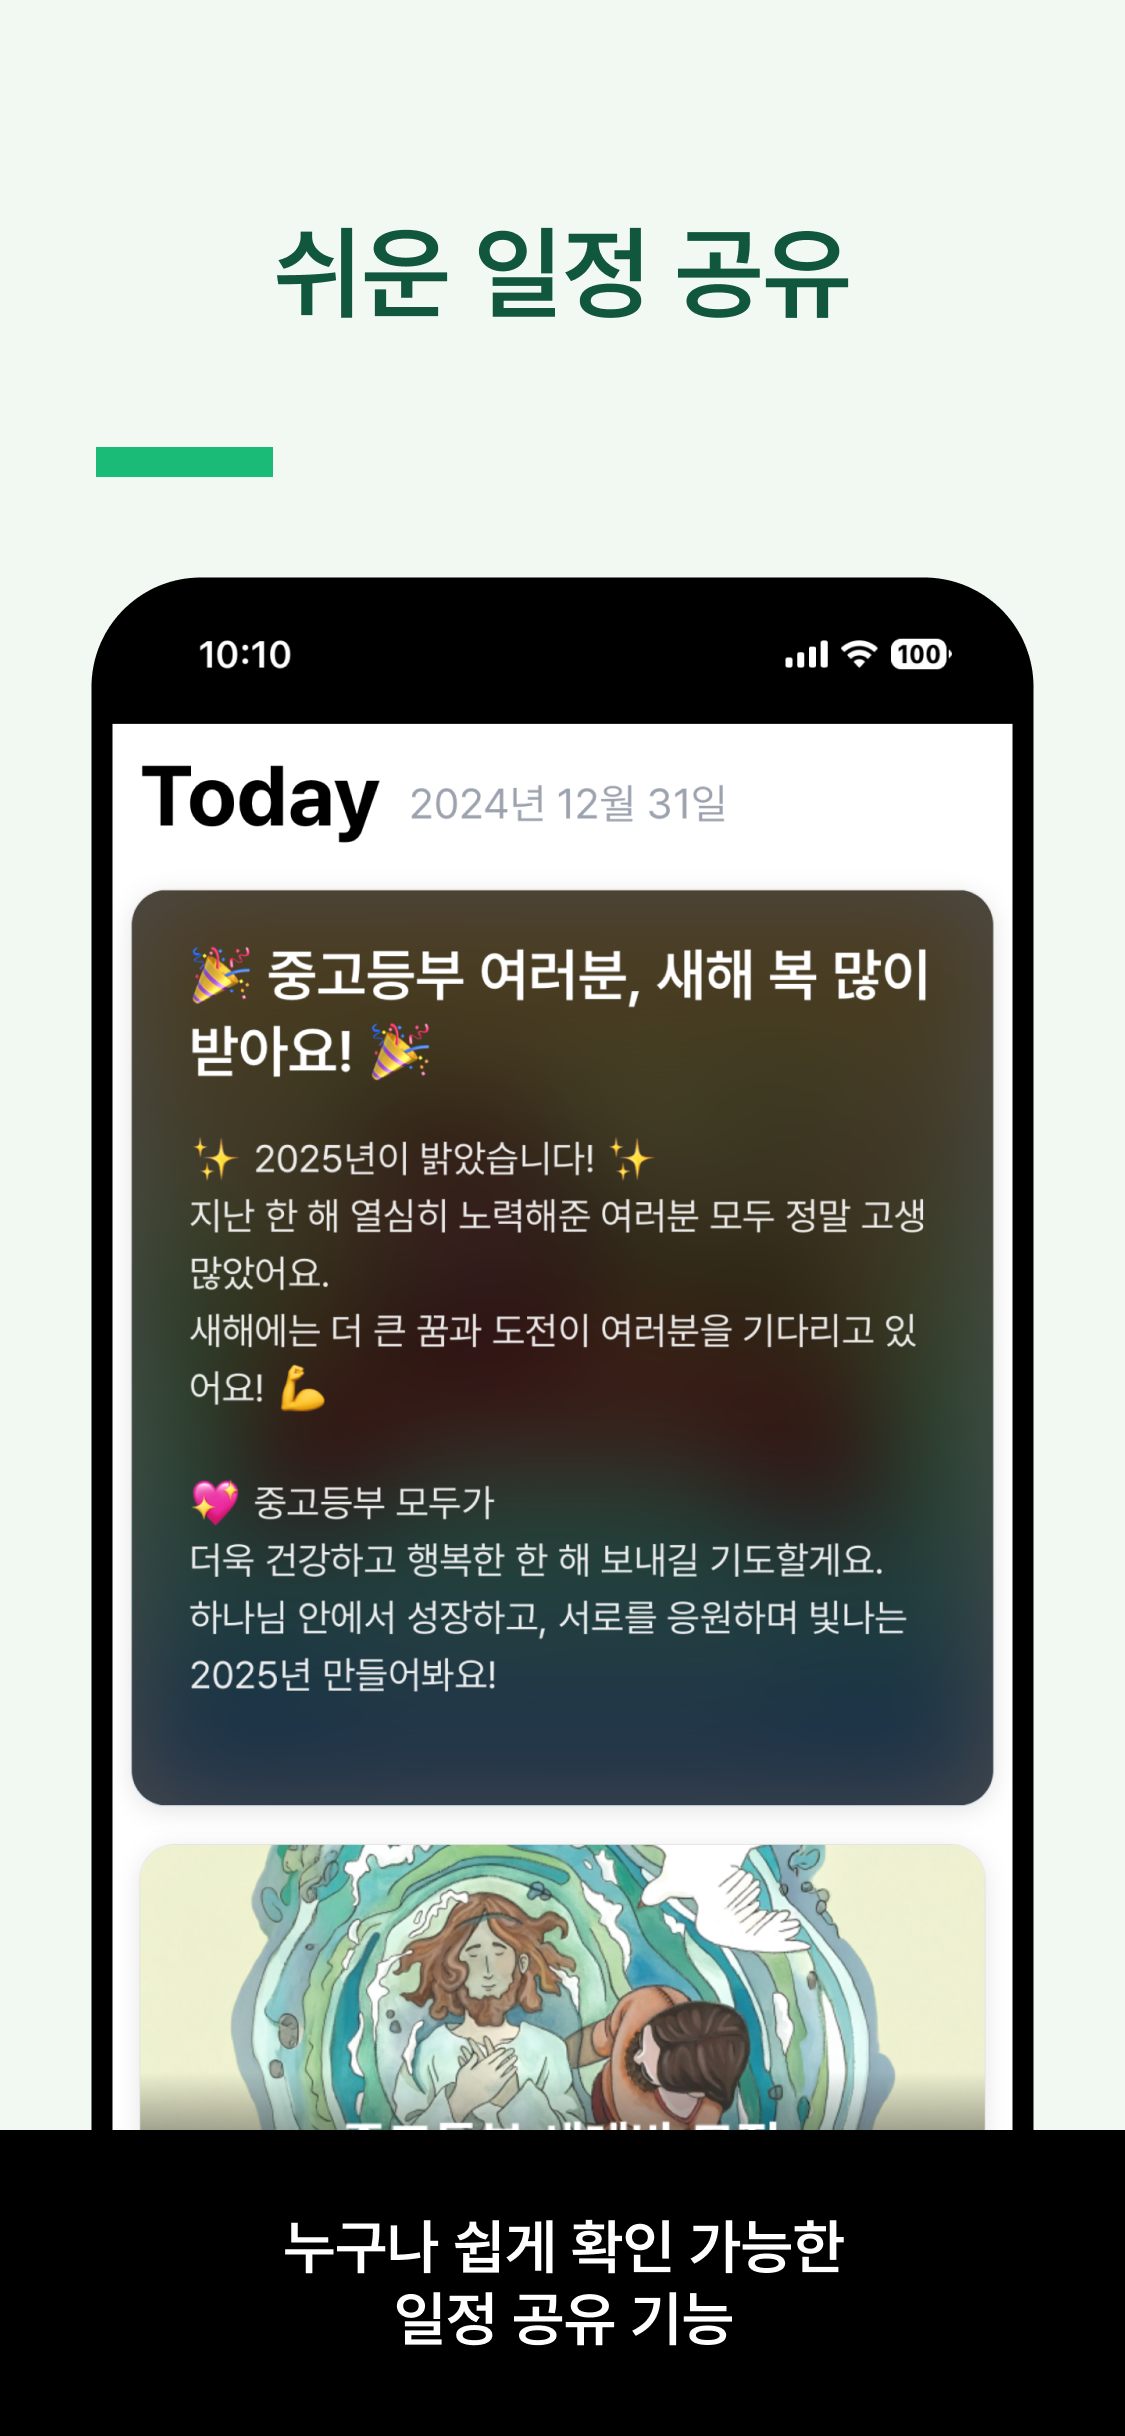 쉬운 일정 공유
10:10
100
Today 2024년 12월 31일
🎉 중고등부 여러분, 새해 복 많이
받아요! 🎉
✨ 2025년이 밝았습니다! ✨
지난 한 해 열심히 노력해준 여러분 모두 정말 고생
많았어요.
새해에는 더 큰 꿈과 도전이 여러분을 기다리고 있
어요! 💪
💖 중고등부 모두가
더욱 건강하고 행복한 한 해 보내길 기도할게요.
하나님 안에서 성장하고, 서로를 응원하며 빛나는
2025년 만들어봐요!
누구나 쉽게 확인 가능한
일정 공유 기능